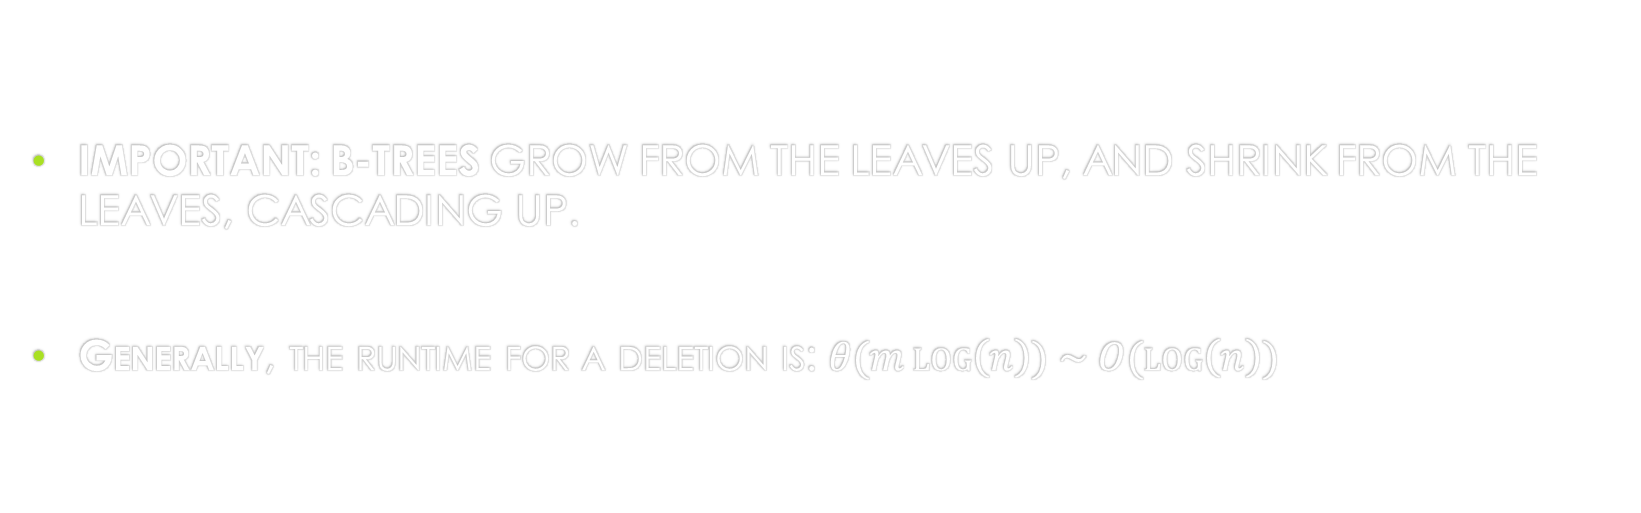 • IMPORTANT: B-TREES GROW FROM THE LEAVES UP, AND SHRINK FROM THE
LEAVES, CASCADING UP.
• GENERALLY, THE RUNTIME FOR A DELETION IS: θ(m LOG(n)) ~ O(LOG(n))